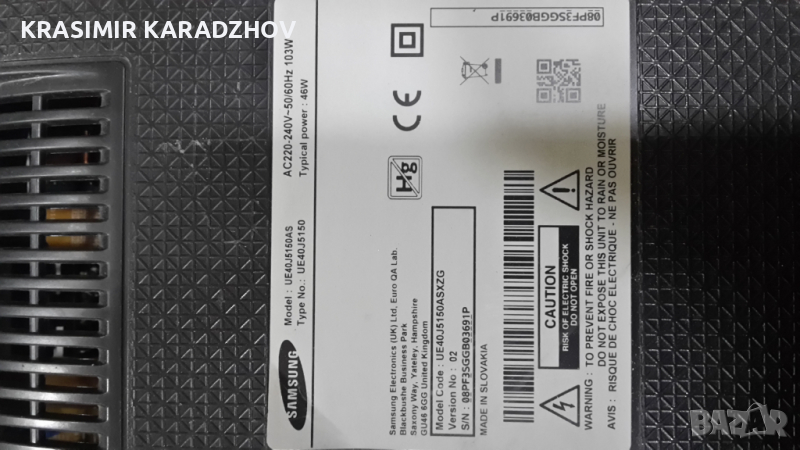 KRASIMIR KARADZHOV
SAMSUNG
Model : UE40J5150AS
Type No.: UE40J5150
AC220-240V~50/60Hz 103W
Typical power : 46W
Samsung Electronics (UK) Ltd, Euro QA Lab.
Blackbushe Business Park
Saxony Way, Yateley, Hampshire
GU46 6GG United Kingdom
Model Code : UE40J5150ASXZG
Version No : 02
S/N : 08PF3SGGB03691P
MADE IN SLOVAKIA
Hg
CE
08PF3SGGB03691P
CAUTION
RISK OF ELECTRIC SHOCK
DO NOT OPEN
WARNING : TO PREVENT FIRE OR SHOCK HAZARD
DO NOT EXPOSE THIS UNIT TO RAIN OR MOISTURE
AVIS : RISQUE DE CHOC ELECTRIQUE - NE PAS OUVRIR
BAZAR